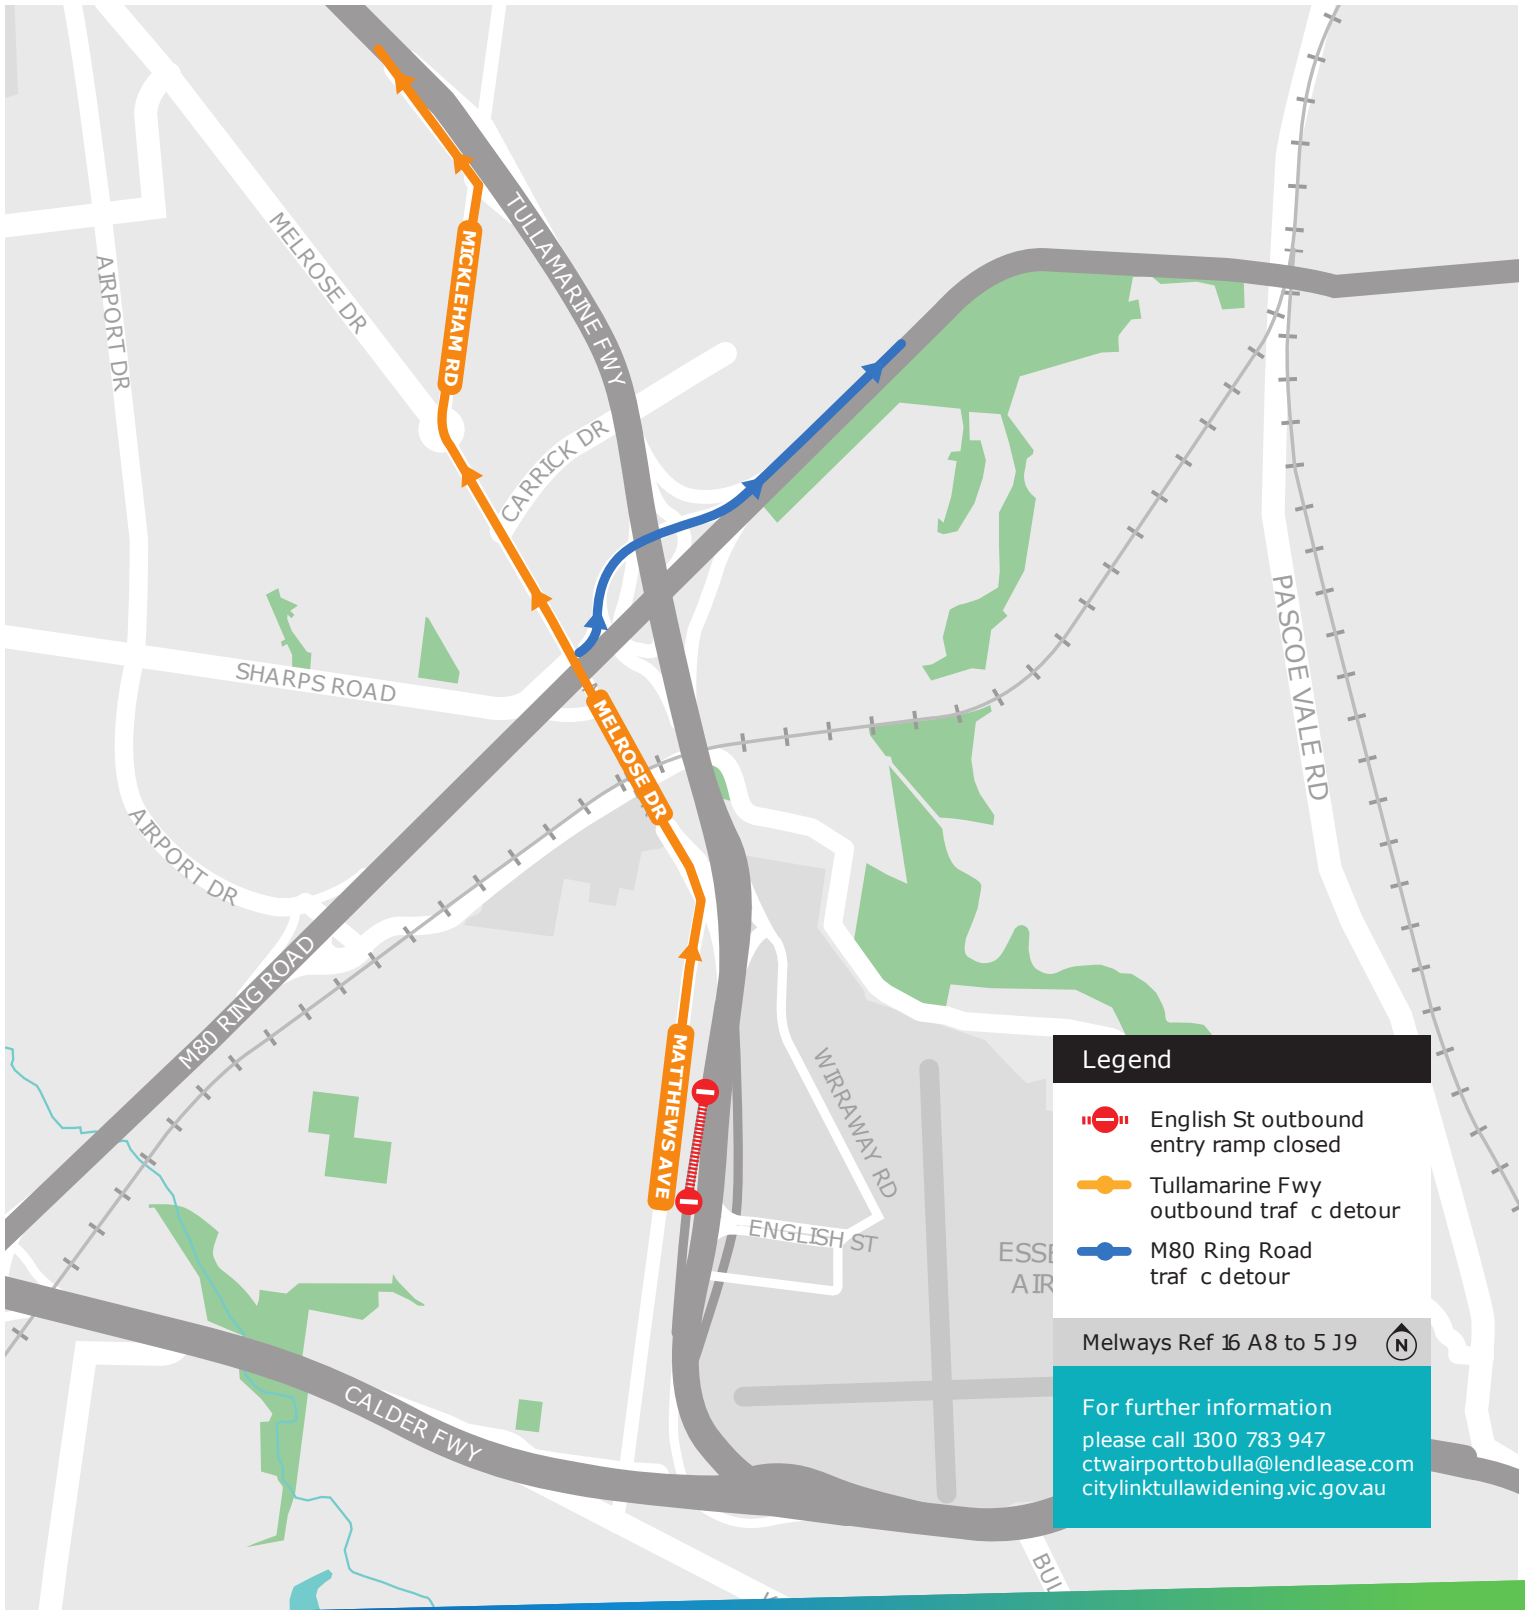 TULLAMARINE FWY
MELROSE DR
MICKLEHAM RD
AIRPORT DR
CARRICK DR
SHARPS ROAD
MELROSE DR
PASCOE VALE RD
AIRPORT DR
M80 RING ROAD
MATTHEWS AVE
WIRRAWAY RD
ENGLISH ST
ESSE
AIR
CALDER FWY
BUL
Legend
English St outbound
entry ramp closed
Tullamarine Fwy
outbound traf c detour
M80 Ring Road
traf c detour
Melways Ref 16 A8 to 5 J9
N
For further information
please call 1300 783 947
ctwairporttobulla@lendlease.com
citylinktullawidening.vic.gov.au